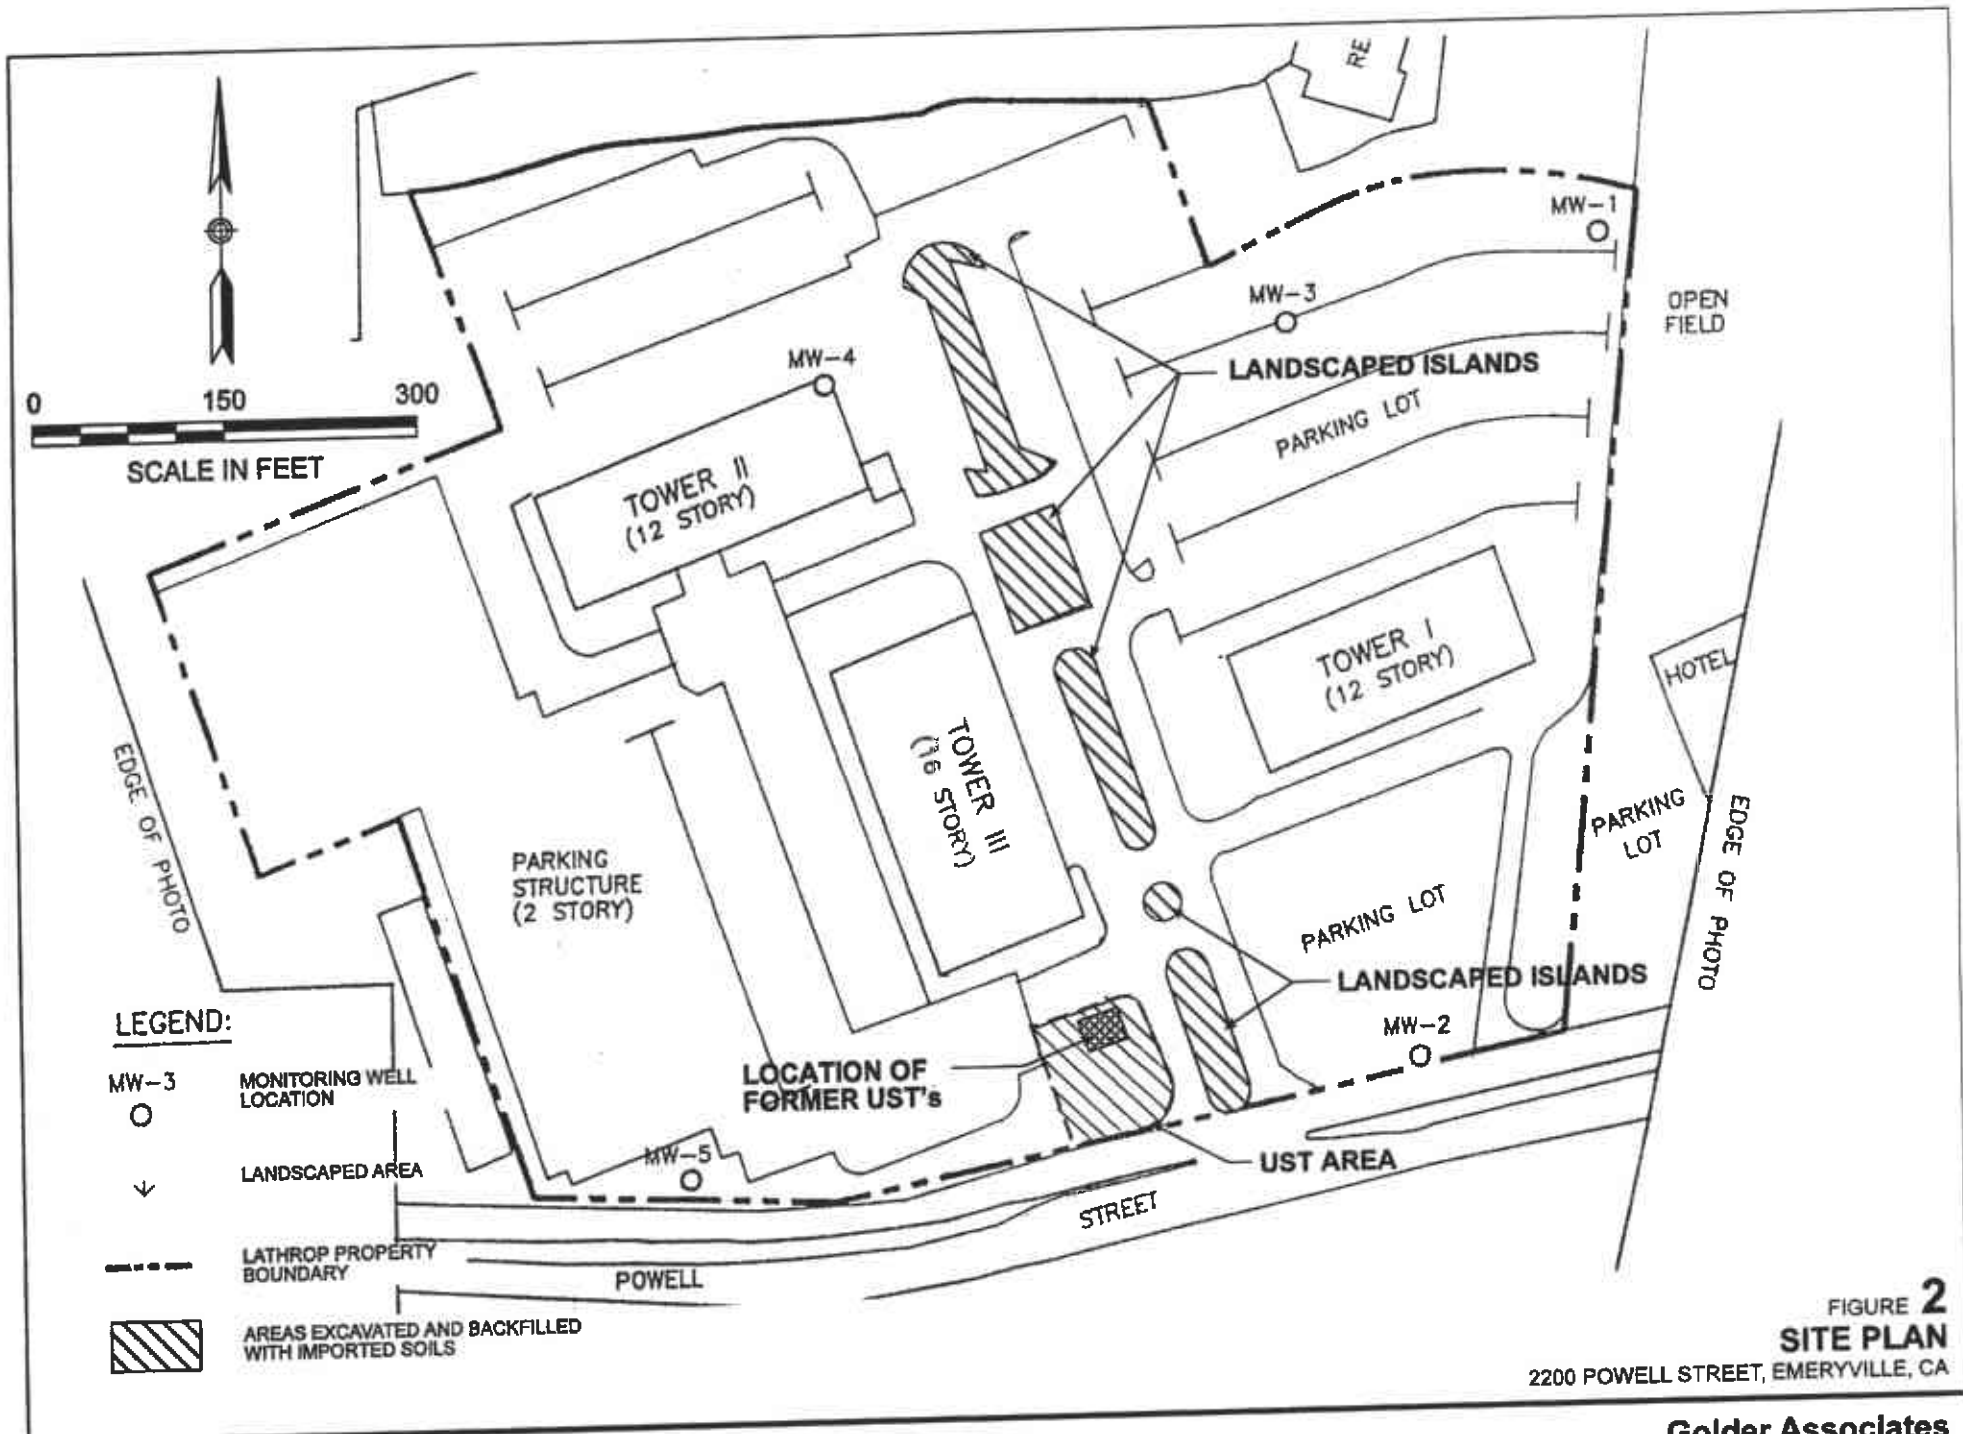 RE
MW-1
MW-3
OPEN
FIELD
MW-4
LANDSCAPED ISLANDS
0 150 300
SCALE IN FEET
PARKING LOT
TOWER II
(12 STORY)
TOWER I
(12 STORY)
HOTEL
TOWER III
(16 STORY)
EDGE OF PHOTO
PARKING
LOT
EDGE OF PHOTO
PARKING
STRUCTURE
(2 STORY)
PARKING LOT
LANDSCAPED ISLANDS
MW-2
LOCATION OF
FORMER UST's
UST AREA
MW-5
POWELL STREET
LEGEND:
MW-3
MONITORING WELL
LOCATION
LANDSCAPED AREA
LATHROP PROPERTY
BOUNDARY
AREAS EXCAVATED AND BACKFILLED
WITH IMPORTED SOILS
FIGURE 2
SITE PLAN
2200 POWELL STREET, EMERYVILLE, CA
Golder Associates